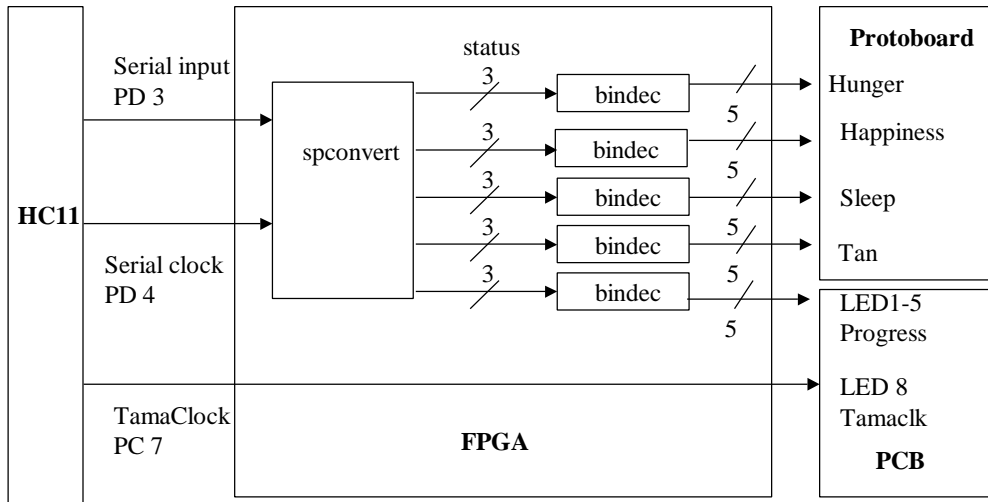 HC11
Serial input
PD 3
Serial clock
PD 4
TamaClock
PC 7
status
3
3
3
3
3
spconvert
bindec
bindec
bindec
bindec
bindec
5
5
5
5
5
FPGA
Protoboard
Hunger
Happiness
Sleep
Tan
LED1-5
Progress
LED 8
Tamaclk
PCB